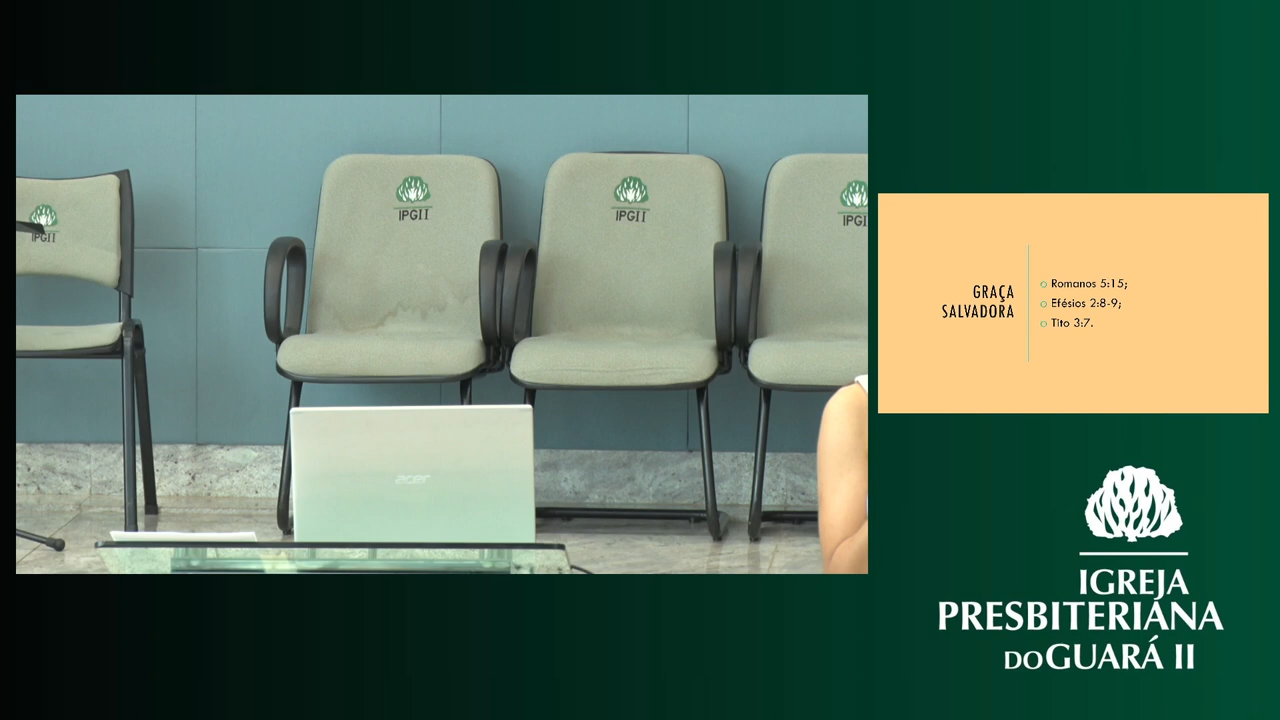 IPGII
IPGII
IPGII
IPG
acer
GRAÇA
SALVADORA
Romanos 5:15;
Efésios 2:8-9;
Tito 3:7.
IGREJA
PRESBITERIANA
DO GUARÁ II